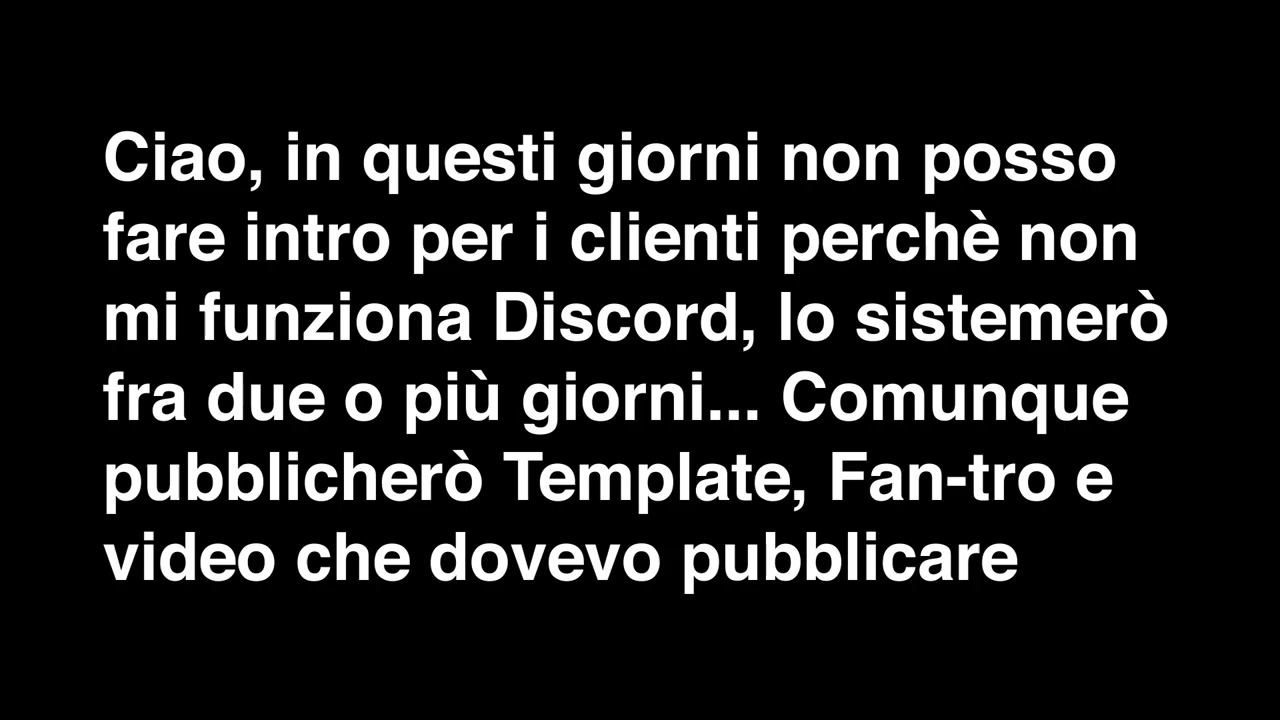 Ciao, in questi giorni non posso
fare intro per i clienti perchè non
mi funziona Discord, lo sistemerò
fra due o più giorni... Comunque
pubblicherò Template, Fan-tro e
video che dovevo pubblicare